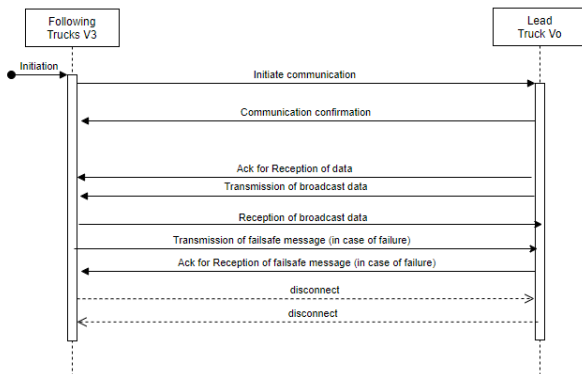 Following
Trucks V3
Lead
Truck Vo
Initiation
Initiate communication
Communication confirmation
Ack for Reception of data
Transmission of broadcast data
Reception of broadcast data
Transmission of failsafe message (in case of failure)
Ack for Reception of failsafe message (in case of failure)
disconnect
disconnect